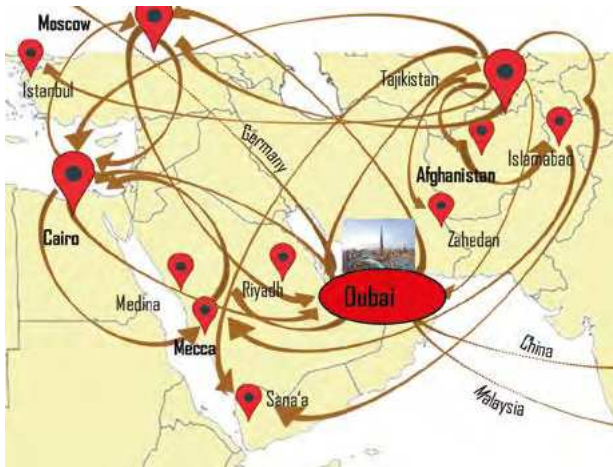 Moscow
Tajikistan
Istanbul
Germany
Islamabad
Afghanistan
Cairo
Zahedan
Medina
Riyadh
Dubai
Mecca
China
Sana'a
Malaysia